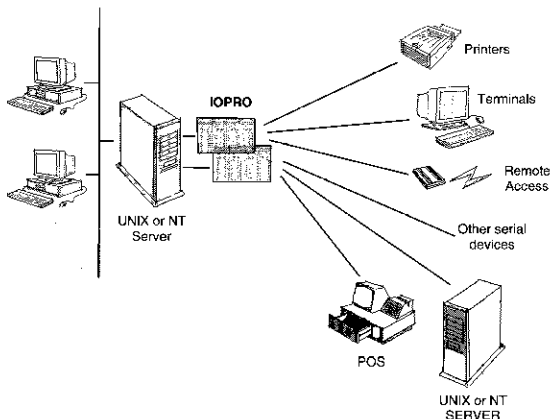 IOPRO
Printers
Terminals
Remote
Access
UNIX or NT
Server
Other serial
devices
POS
UNIX or NT
SERVER